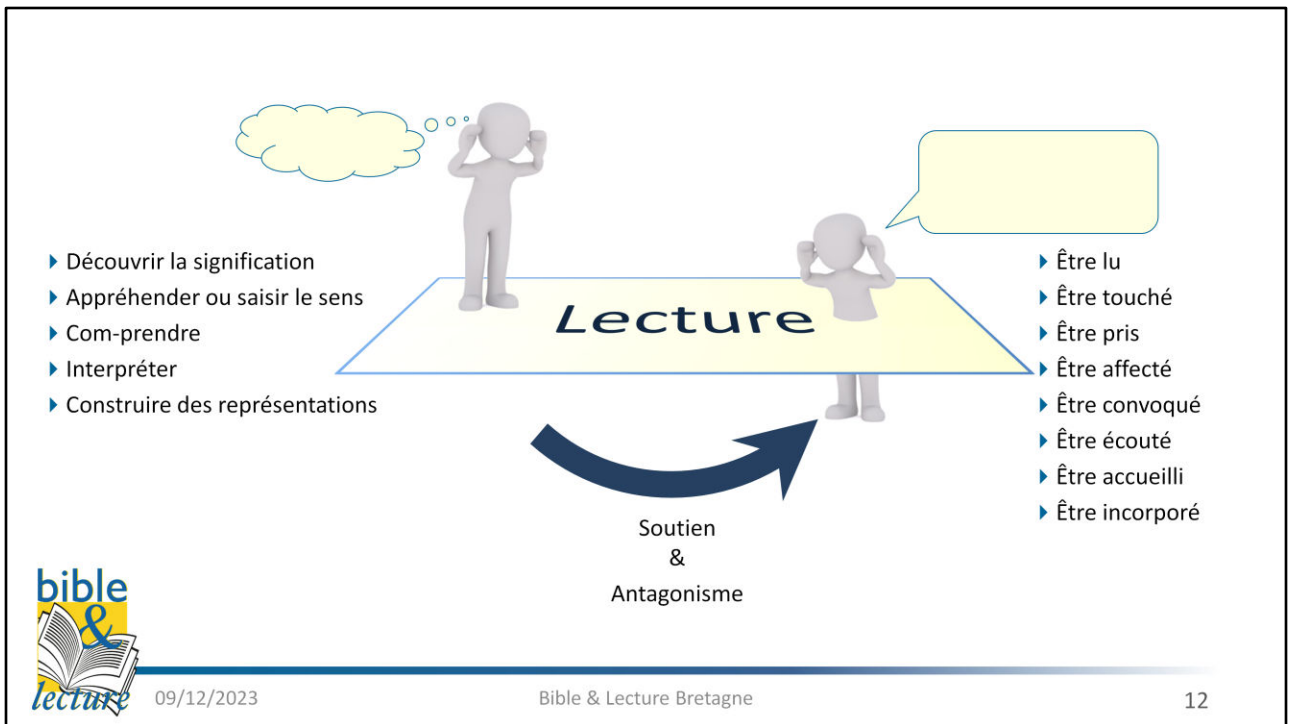 Découvrir la signification
Appréhender ou saisir le sens
Com-prendre
Interpréter
Construire des représentations
Lecture
Être lu
Être touché
Être pris
Être affecté
Être convoqué
Être écouté
Être accueilli
Être incorporé
Soutien
&
Antagonisme
bible
&
lecture
09/12/2023
Bible & Lecture Bretagne
12